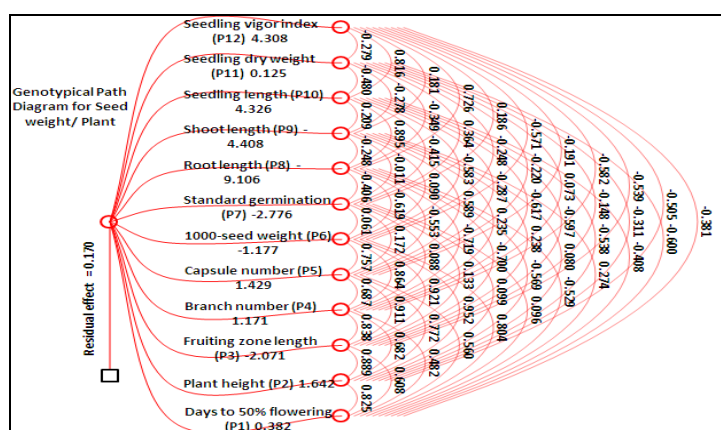 Genotypical Path
Diagram for Seed
weight/ Plant
Residual effect = 0.170
Seedling vigor index
(P12) 4.308
Seedling dry weight
(P11) 0.125
Seedling length (P10)
4.326
Shoot length (P9) -
4.408
Root length (P8) -
9.106
Standard germination
(P7) -2.776
1000-seed weight (P6)
-1.177
Capsule number (P5)
1.429
Branch number (P4)
1.171
Fruiting zone length
(P3) -2.071
Plant height (P2) 1.642
Days to 50% flowering
(P1) 0.382
-0.279 -0.480 0.209 -0.248 -0.406 0.061 0.757 0.687 0.838 0.889 0.825
0.816 -0.278 0.895 -0.011 -0.619 0.172 0.864 0.911 0.682 0.608
0.181 -0.349 -0.415 0.090 -0.553 0.088 0.921 0.772 0.482
0.726 0.364 -0.583 0.589 -0.719 0.133 0.952 0.560
0.186 -0.248 -0.287 0.235 -0.700 0.099 0.804
-0.571 -0.220 -0.617 0.238 -0.569 0.096
-0.191 0.073 -0.597 0.080 -0.529
-0.582 -0.148 -0.538 0.274
-0.539 -0.311 -0.408
-0.595 -0.600
-0.381